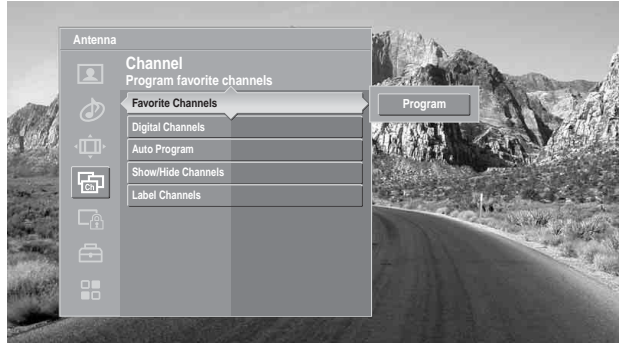 Antenna
Channel
Program favorite channels
Favorite Channels
Program
Digital Channels
Auto Program
Show/Hide Channels
Ch
Label Channels